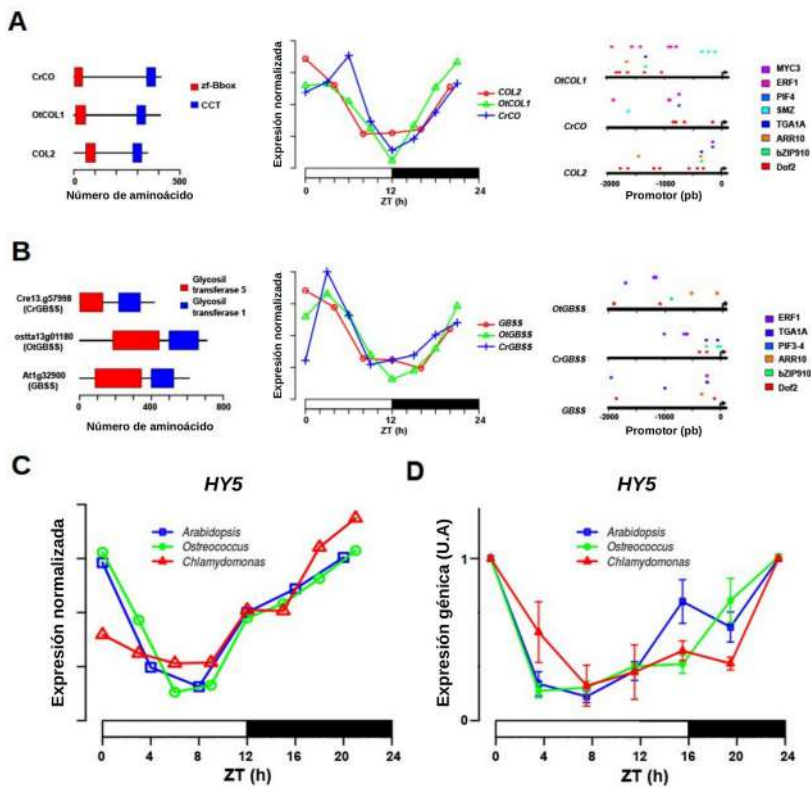 A
CrCO
OtCOL1
COL2
zf-Bbox
CCT
0
500
Número de aminoácido
Expresión normalizada
COL2
OtCOL1
CrCO
0
12
24
ZT (h)
OtCOL1
CrCO
COL2
-2000
-1000
0
Promotor (pb)
MYC3
ERF1
PIF4
SMZ
TGA1A
ARR10
bZIP910
Dof2
B
Cre13.g57998
(CrGBSS)
ostta13g01180
(OtGBSS)
At1g32900
(GBSS)
Glycosil
transferase 5
Glycosil
transferase 1
0
400
800
Número de aminoácido
Expresión normalizada
GBSS
OtGBSS
CrGBSS
0
12
24
ZT (h)
OtGBSS
CrGBSS
GBSS
-2000
-1000
0
Promotor (pb)
ERF1
TGA1A
PIF3-4
ARR10
bZIP910
Dof2
C
HY5
Expresión normalizada
Arabidopsis
Ostreococcus
Chlamydomonas
0
4
8
12
16
20
24
ZT (h)
D
HY5
Expresión génica (U.A)
1
0
Arabidopsis
Ostreococcus
Chlamydomonas
0
4
8
12
16
20
24
ZT (h)